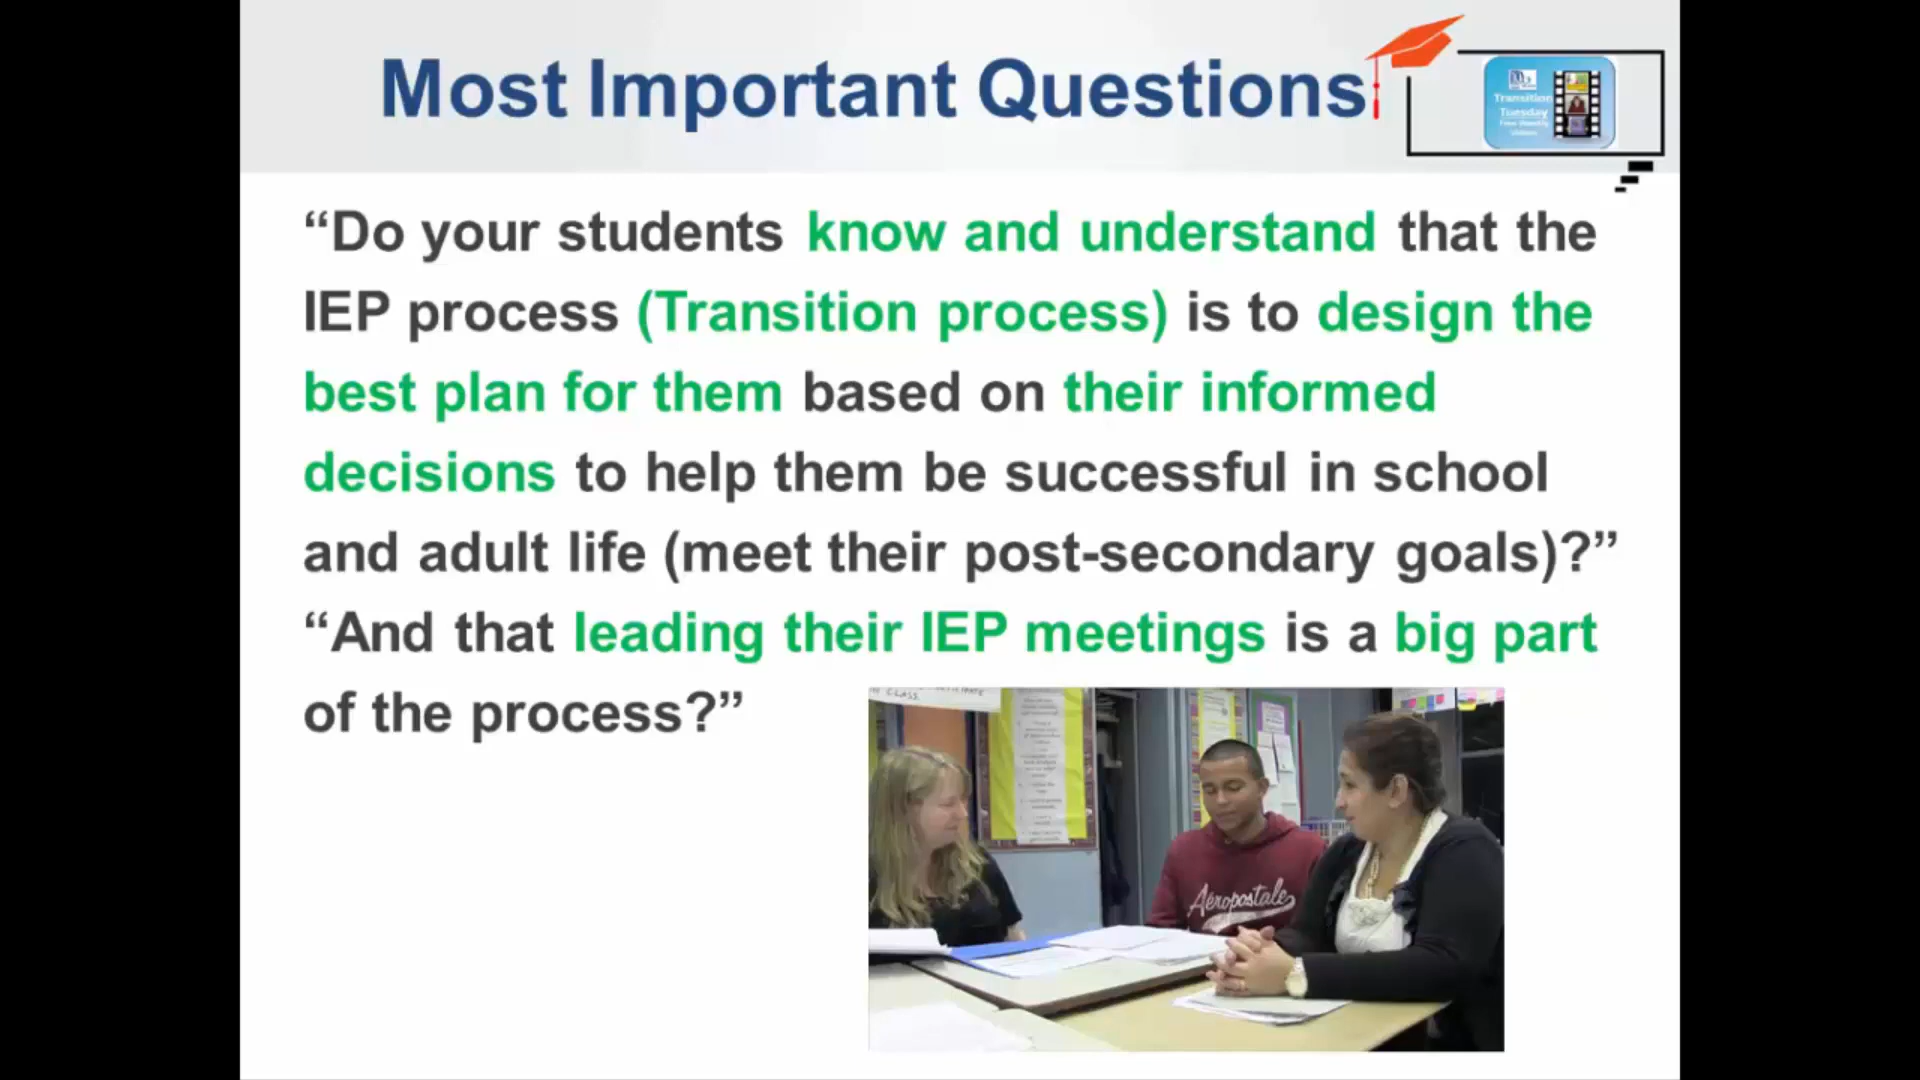 Most Important Questions
Transition
Tuesday
“Do your students know and understand that the
IEP process (Transition process) is to design the
best plan for them based on their informed
decisions to help them be successful in school
and adult life (meet their post-secondary goals)?”
“And that leading their IEP meetings is a big part
of the process?”
CLASS.
Aéropostale